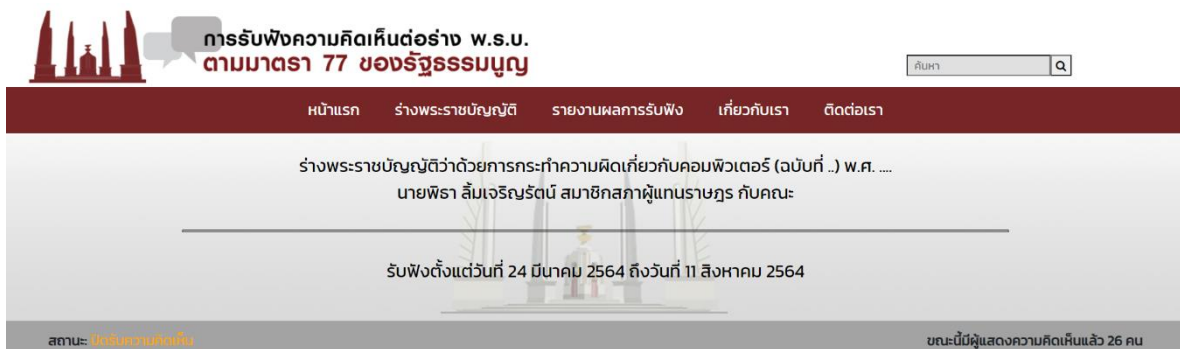 การรับฟังความคิดเห็นต่อร่าง พ.ร.บ.
ตามมาตรา 77 ของรัฐธรรมนูญ
ค้นหา
หน้าแรก ร่างพระราชบัญญัติ รายงานผลการรับฟัง เกี่ยวกับเรา ติดต่อเรา
ร่างพระราชบัญญัติว่าด้วยการกระทำความผิดเกี่ยวกับคอมพิวเตอร์ (ฉบับที่ ..) พ.ศ. ....
นายพิธา ลิ้มเจริญรัตน์ สมาชิกสภาผู้แทนราษฎร กับคณะ
รับฟังตั้งแต่วันที่ 24 มีนาคม 2564 ถึงวันที่ 11 สิงหาคม 2564
สถานะ: ปิดรับความคิดเห็น ขณะนี้มีผู้แสดงความคิดเห็นแล้ว 26 คน